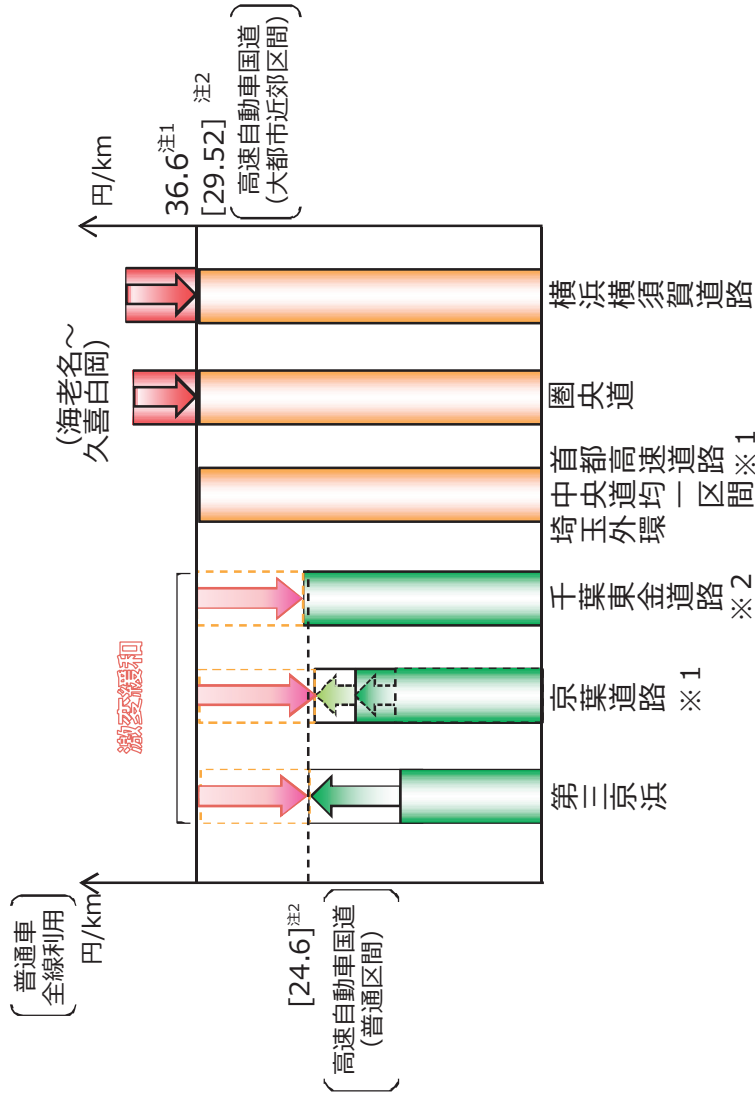 普通車
全線利用
円/km
[24.6]注2
高速自動車国道
(普通区間)
激変緩和
(海老名～
久喜白岡)
円/km
36.6注1
[29.52]注2
高速自動車国道
(大都市近郊区間)
第三京浜
京葉道路
※1
千葉東金道路
※2
埼玉外環
中央道均一区間
首都高速道路
※1
圏央道
横浜横須賀道路